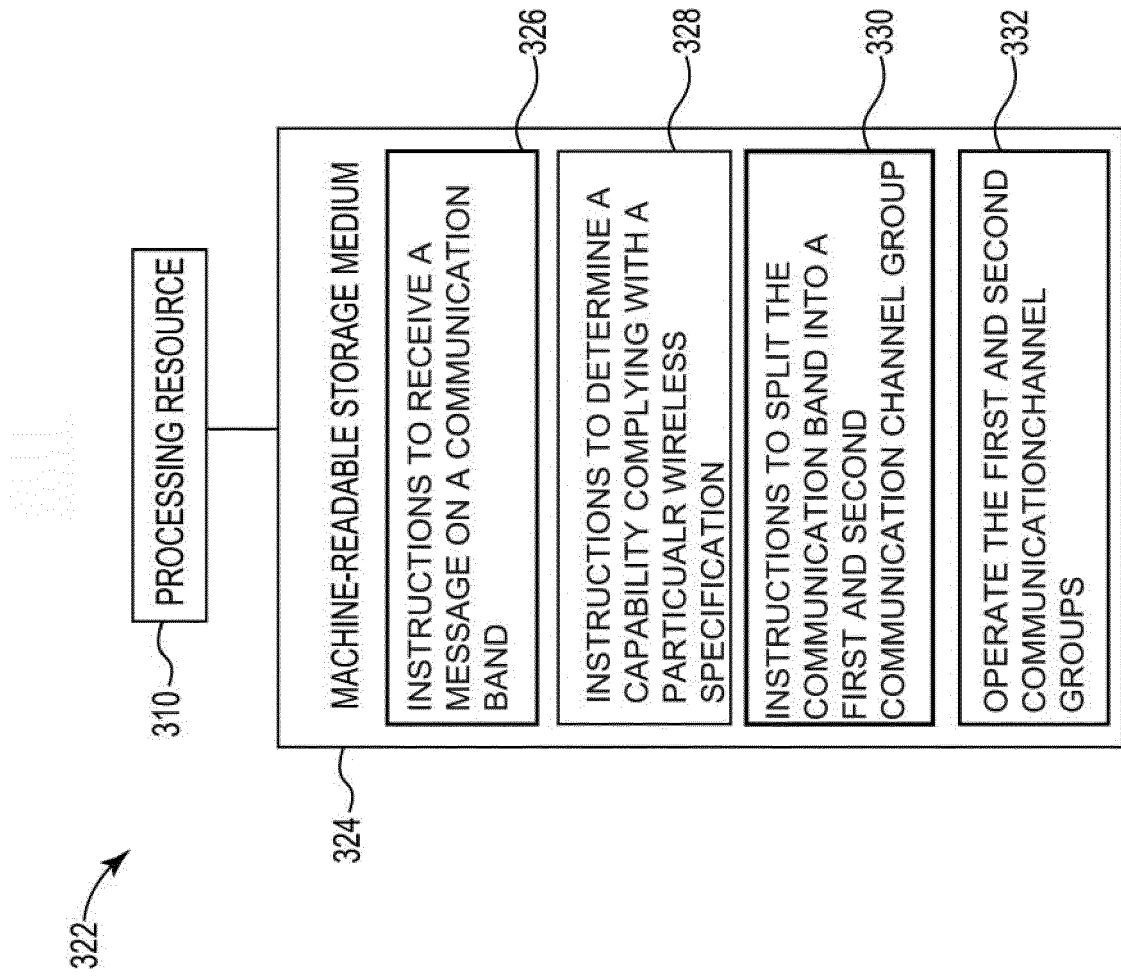 322
310
PROCESSING RESOURCE
324
MACHINE-READABLE STORAGE MEDIUM
INSTRUCTIONS TO RECEIVE A
MESSAGE ON A COMMUNICATION
BAND
326
INSTRUCTIONS TO DETERMINE A
CAPABILITY COMPLYING WITH A
PARTICUALR WIRELESS
SPECIFICATION
328
INSTRUCTIONS TO SPLIT THE
COMMUNICATION BAND INTO A
FIRST AND SECOND
COMMUNICATION CHANNEL GROUP
330
OPERATE THE FIRST AND SECOND
COMMUNICATIONCHANNEL
GROUPS
332